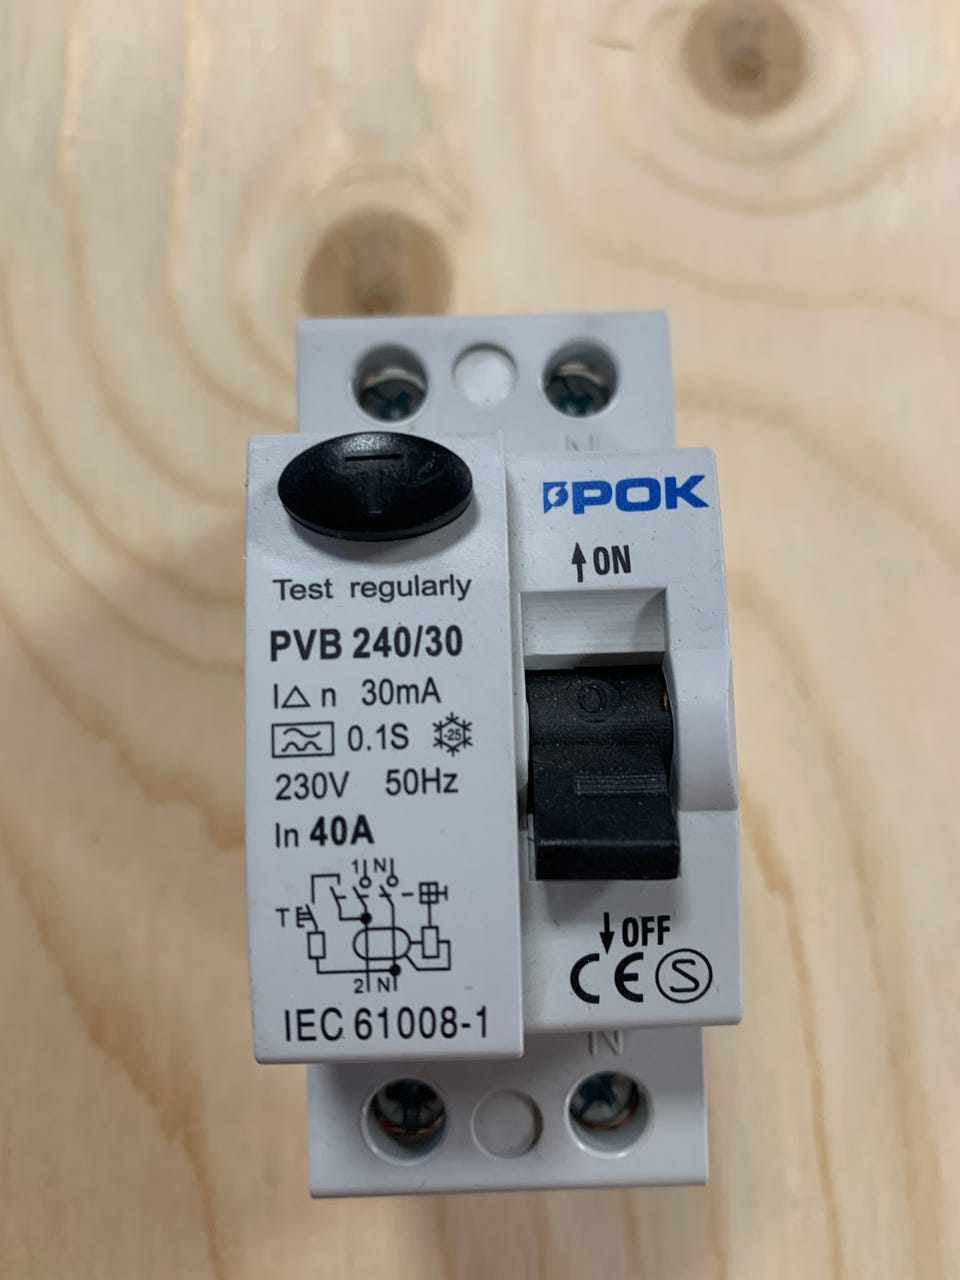 N
T
POK
↑ ON
Test regularly
PVB 240/30
I△n 30mA
0.1S -25
230V 50Hz
In 40A
1 N
T
2 N
IEC 61008-1
O
↓ OFF
CE S
N